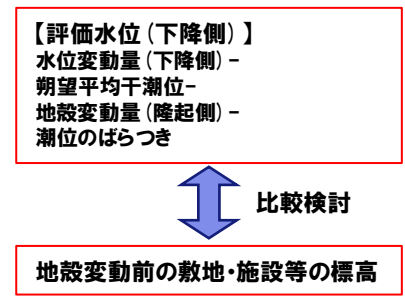 【評価水位(下降側)】
水位変動量(下降側)-
朔望平均干潮位-
地殻変動量(隆起側)-
潮位のばらつき
比較検討
地殻変動前の敷地・施設等の標高